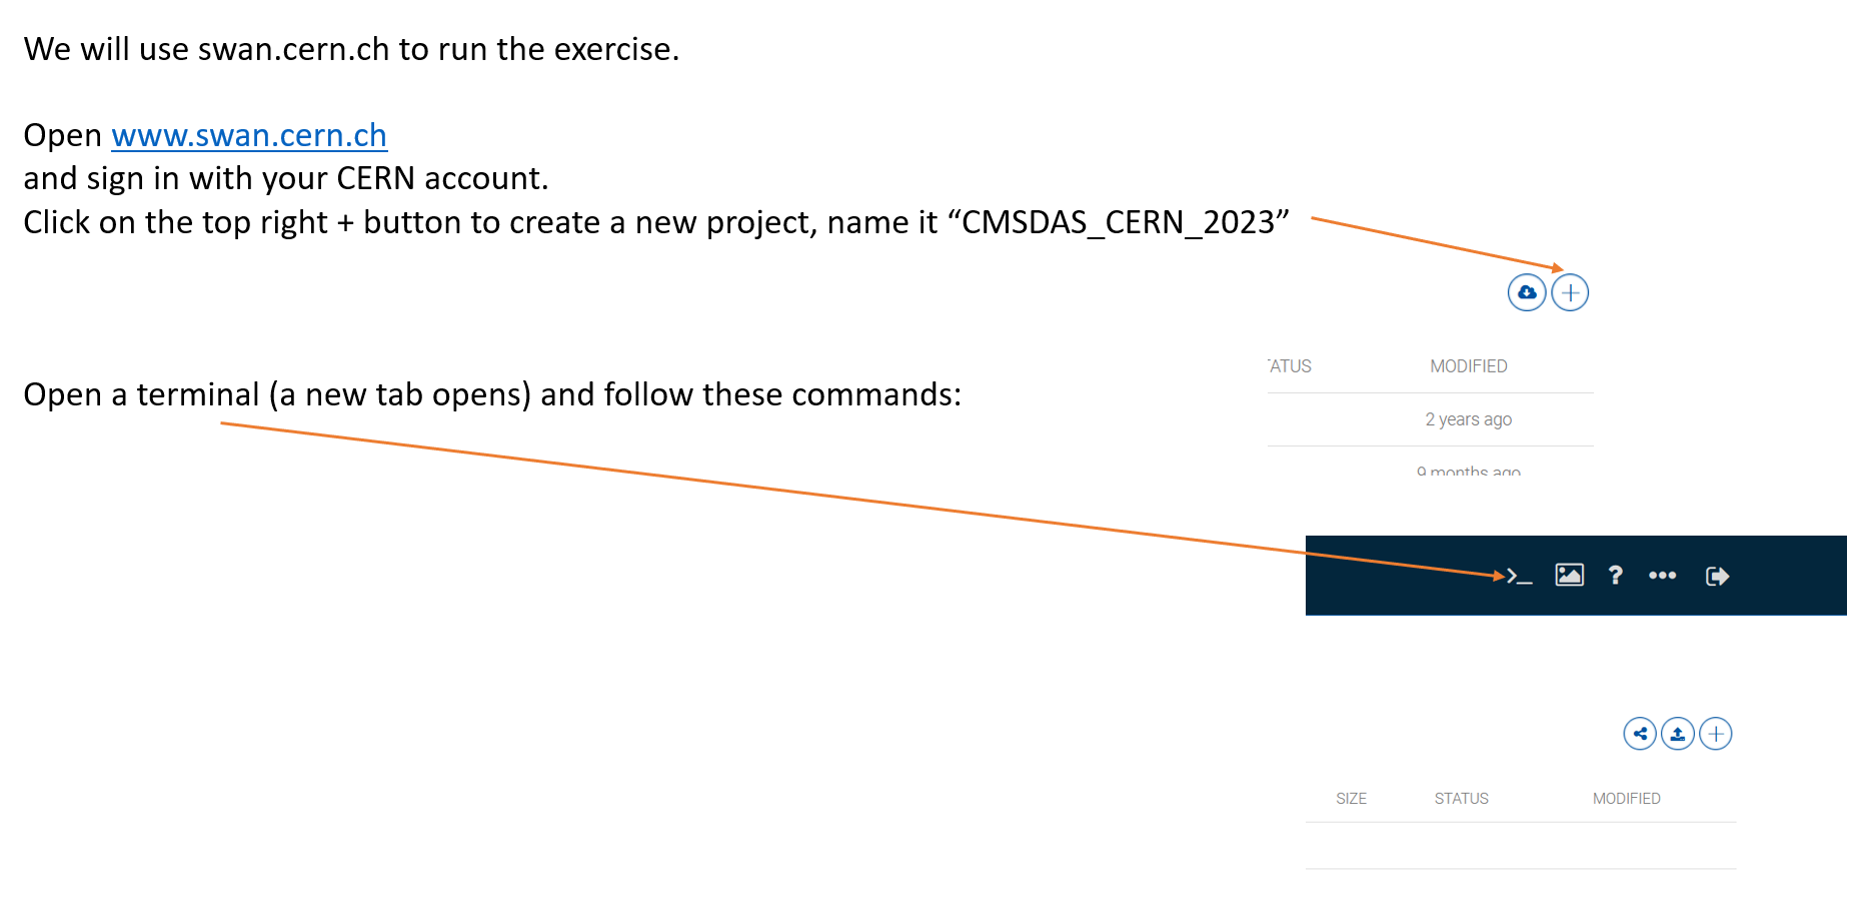 We will use swan.cern.ch to run the exercise.
Open www.swan.cern.ch
and sign in with your CERN account.
Click on the top right + button to create a new project, name it “CMSDAS_CERN_2023”
TATUS MODIFIED
Open a terminal (a new tab opens) and follow these commands:
2 years ago
9 months ago
SIZE STATUS MODIFIED